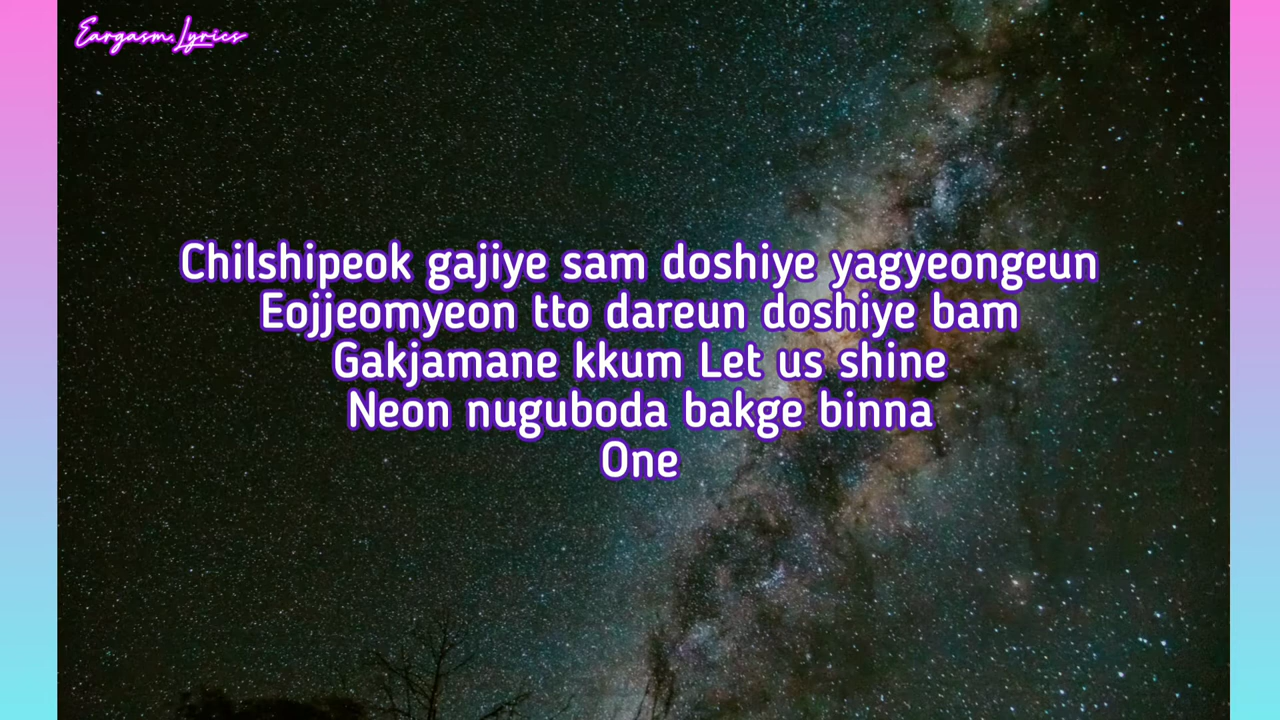 Eargasm.Lyrics
Chilshipeok gajiye sam doshiye yagyeongeun
Eojjeomyeon tto dareun doshiye bam
Gakjamane kkum Let us shine
Neon nuguboda bakge binna
One